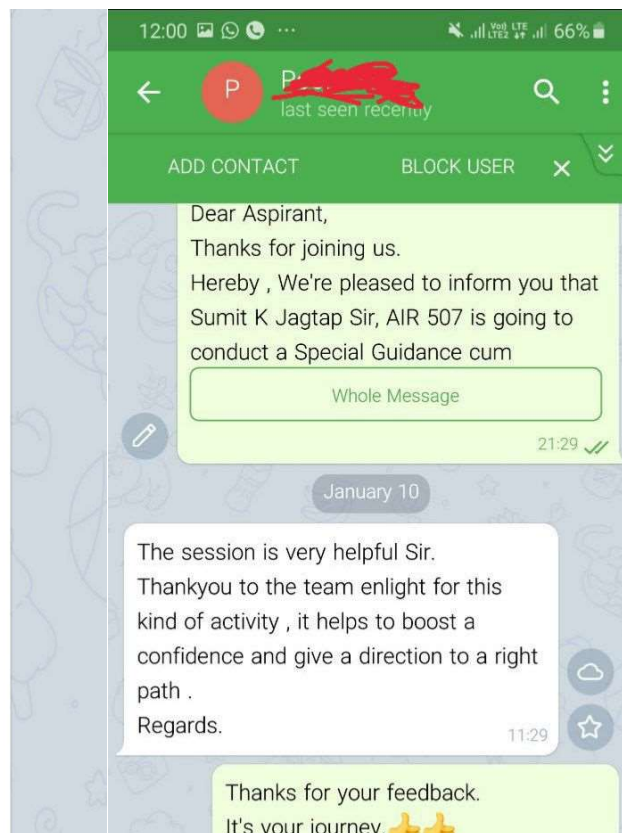 12:00 ... 66%
P
last seen recently
ADD CONTACT BLOCK USER
Dear Aspirant,
Thanks for joining us.
Hereby , We're pleased to inform you that
Sumit K Jagtap Sir, AIR 507 is going to
conduct a Special Guidance cum
Whole Message
21:29
January 10
The session is very helpful Sir.
Thankyou to the team enlight for this
kind of activity , it helps to boost a
confidence and give a direction to a right
path .
Regards.
11:29
Thanks for your feedback.
It's your journey 👍👍